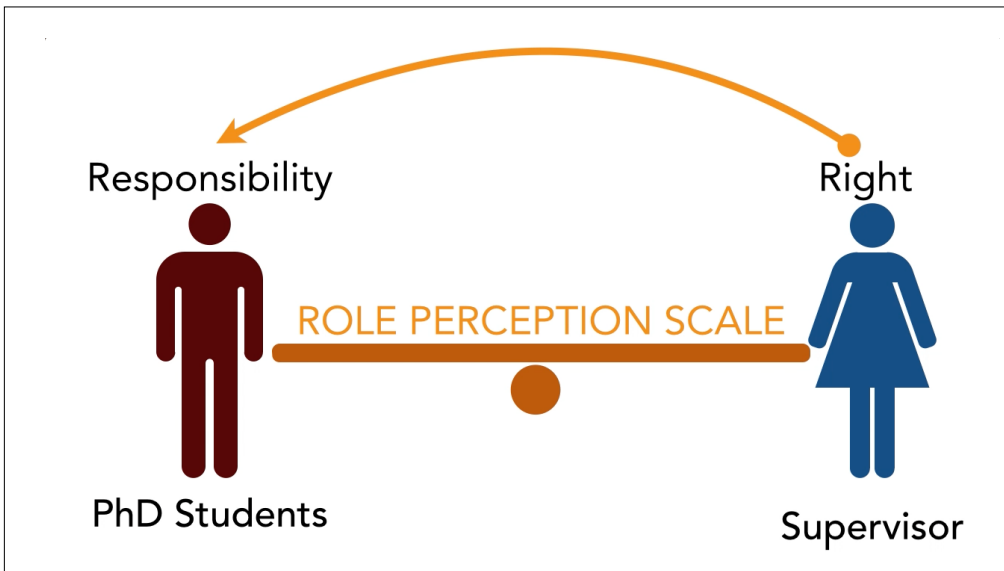 Responsibility
Right
ROLE PERCEPTION SCALE
PhD Students
Supervisor